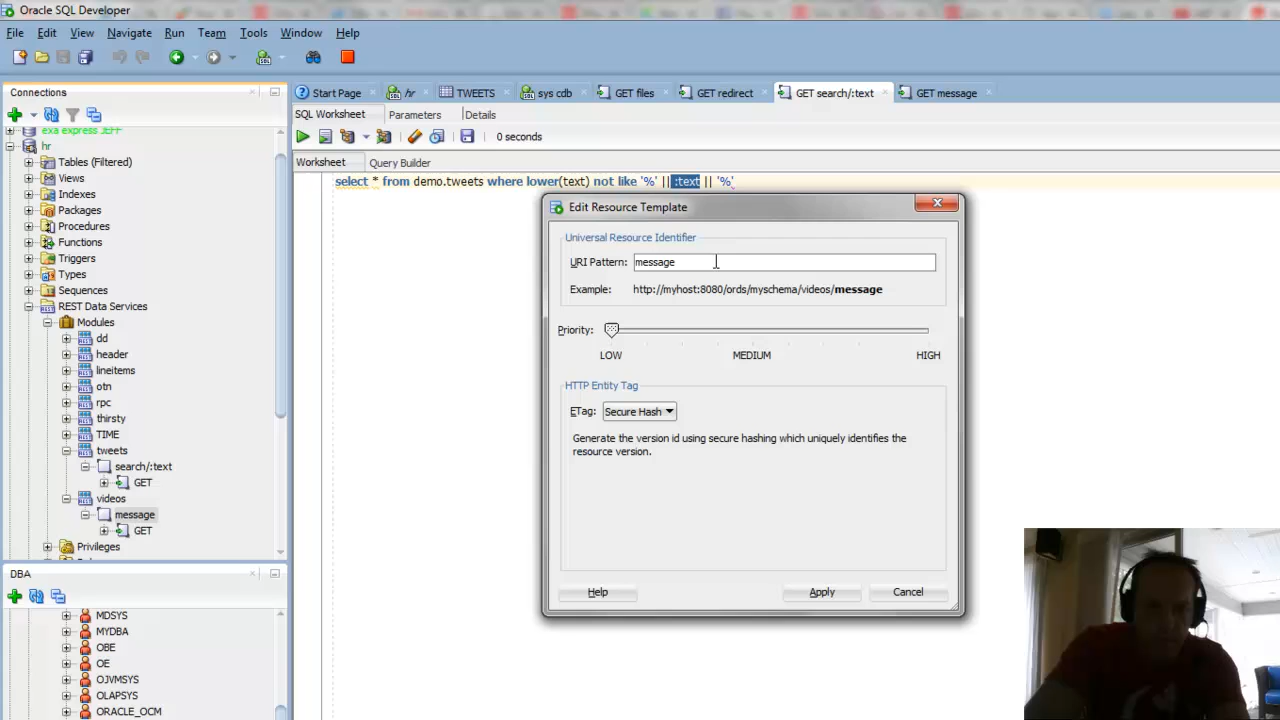 Oracle SQL Developer
File Edit View Navigate Run Team Tools Window Help
Connections
exa express JEFF
hr
Tables (Filtered)
Views
Indexes
Packages
Procedures
Functions
Triggers
Types
Sequences
REST Data Services
Modules
dd
header
lineitems
otn
rpc
thirsty
TIME
tweets
search/:text
GET
videos
message
GET
Privileges
DBA
MDSYS
MYDBA
OBE
OE
OJVMSYS
OLAPSYS
ORACLE_OCM
Start Page hr TWEETS sys cdb GET files GET redirect GET search/:text GET message
SQL Worksheet Parameters Details
0 seconds
Worksheet Query Builder
select * from demo.tweets where lower(text) not like '%' || :text || '%'
Edit Resource Template
Universal Resource Identifier
URI Pattern: message
Example: http://myhost:8080/ords/myschema/videos/message
Priority:
LOW MEDIUM HIGH
HTTP Entity Tag
ETag: Secure Hash
Generate the version id using secure hashing which uniquely identifies the
resource version.
Help Apply Cancel